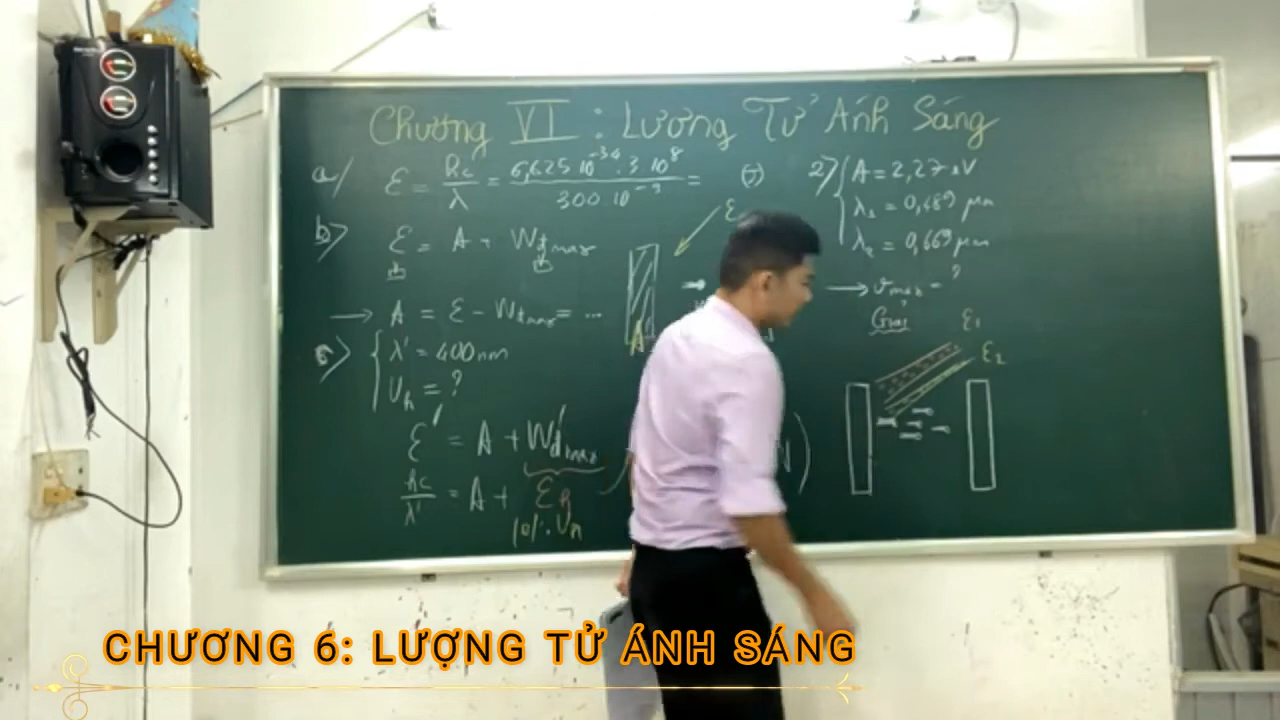 Chương VI : Lượng Tử Ánh Sáng
a/ ε = hc/λ = 6,625.10⁻³⁴.3.10⁸ / 300.10⁻⁹ = (J)
b) ε = A + Wđmax
→ A = ε - Wđmax = ...
c) { λ' = 400nm
Uh = ?
ε' = A + W'đmax
hc/λ' = A + εh
|e|.Uh
ε
A
2) { A = 2,27 eV
λ₁ = 0,489 μm
λ₂ = 0,669 μm
→ vmax = ?
Giải
ε₁
ε₂
CHƯƠNG 6: LƯỢNG TỬ ÁNH SÁNG